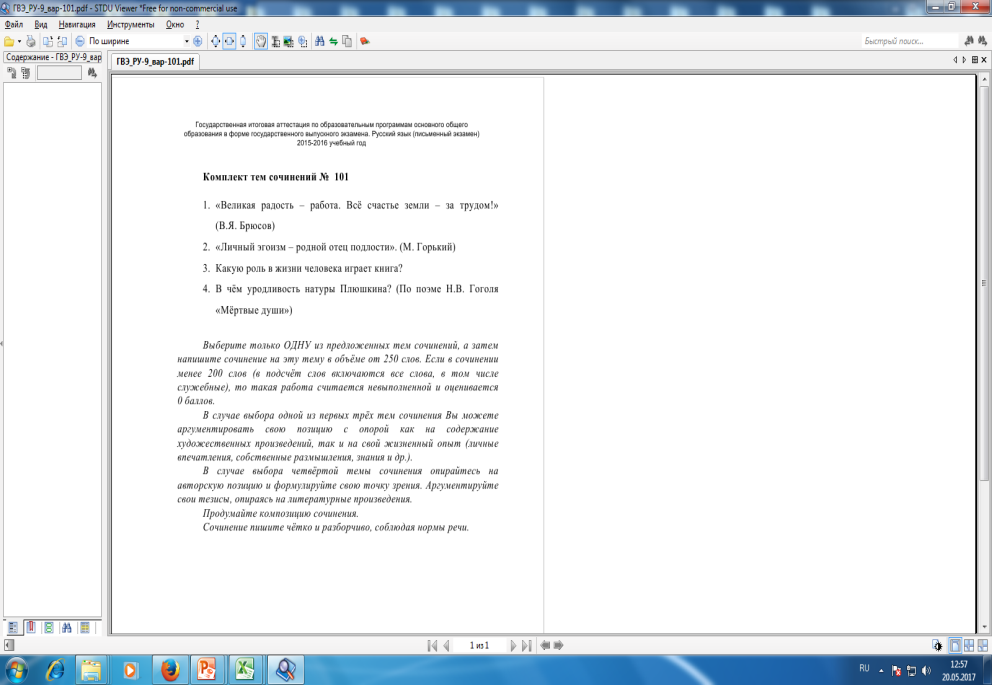 ГВЭ_РУ-9_вар-101.pdf - STDU Viewer *Free for non-commercial use
Файл Вид Навигация Инструменты Окно ?
По ширине
Быстрый поиск...
Содержание - ГВЭ_РУ-9_вар
ГВЭ_РУ-9_вар-101.pdf
Государственная итоговая аттестация по образовательным программам основного общего
образования в форме государственного выпускного экзамена. Русский язык (письменный экзамен)
2015-2016 учебный год
Комплект тем сочинений № 101
1. «Великая радость – работа. Всё счастье земли – за трудом!»
(В.Я. Брюсов)
2. «Личный эгоизм – родной отец подлости». (М. Горький)
3. Какую роль в жизни человека играет книга?
4. В чём уродливость натуры Плюшкина? (По поэме Н.В. Гоголя
«Мёртвые души»)
Выберите только ОДНУ из предложенных тем сочинений, а затем
напишите сочинение на эту тему в объёме от 250 слов. Если в сочинении
менее 200 слов (в подсчёт слов включаются все слова, в том числе
служебные), то такая работа считается невыполненной и оценивается
0 баллов.
В случае выбора одной из первых трёх тем сочинения Вы можете
аргументировать свою позицию с опорой как на содержание
художественных произведений, так и на свой жизненный опыт (личные
впечатления, собственные размышления, знания и др.).
В случае выбора четвёртой темы сочинения опирайтесь на
авторскую позицию и формулируйте свою точку зрения. Аргументируйте
свои тезисы, опираясь на литературные произведения.
Продумайте композицию сочинения.
Сочинение пишите чётко и разборчиво, соблюдая нормы речи.
1 из 1
RU
12:57
20.05.2017